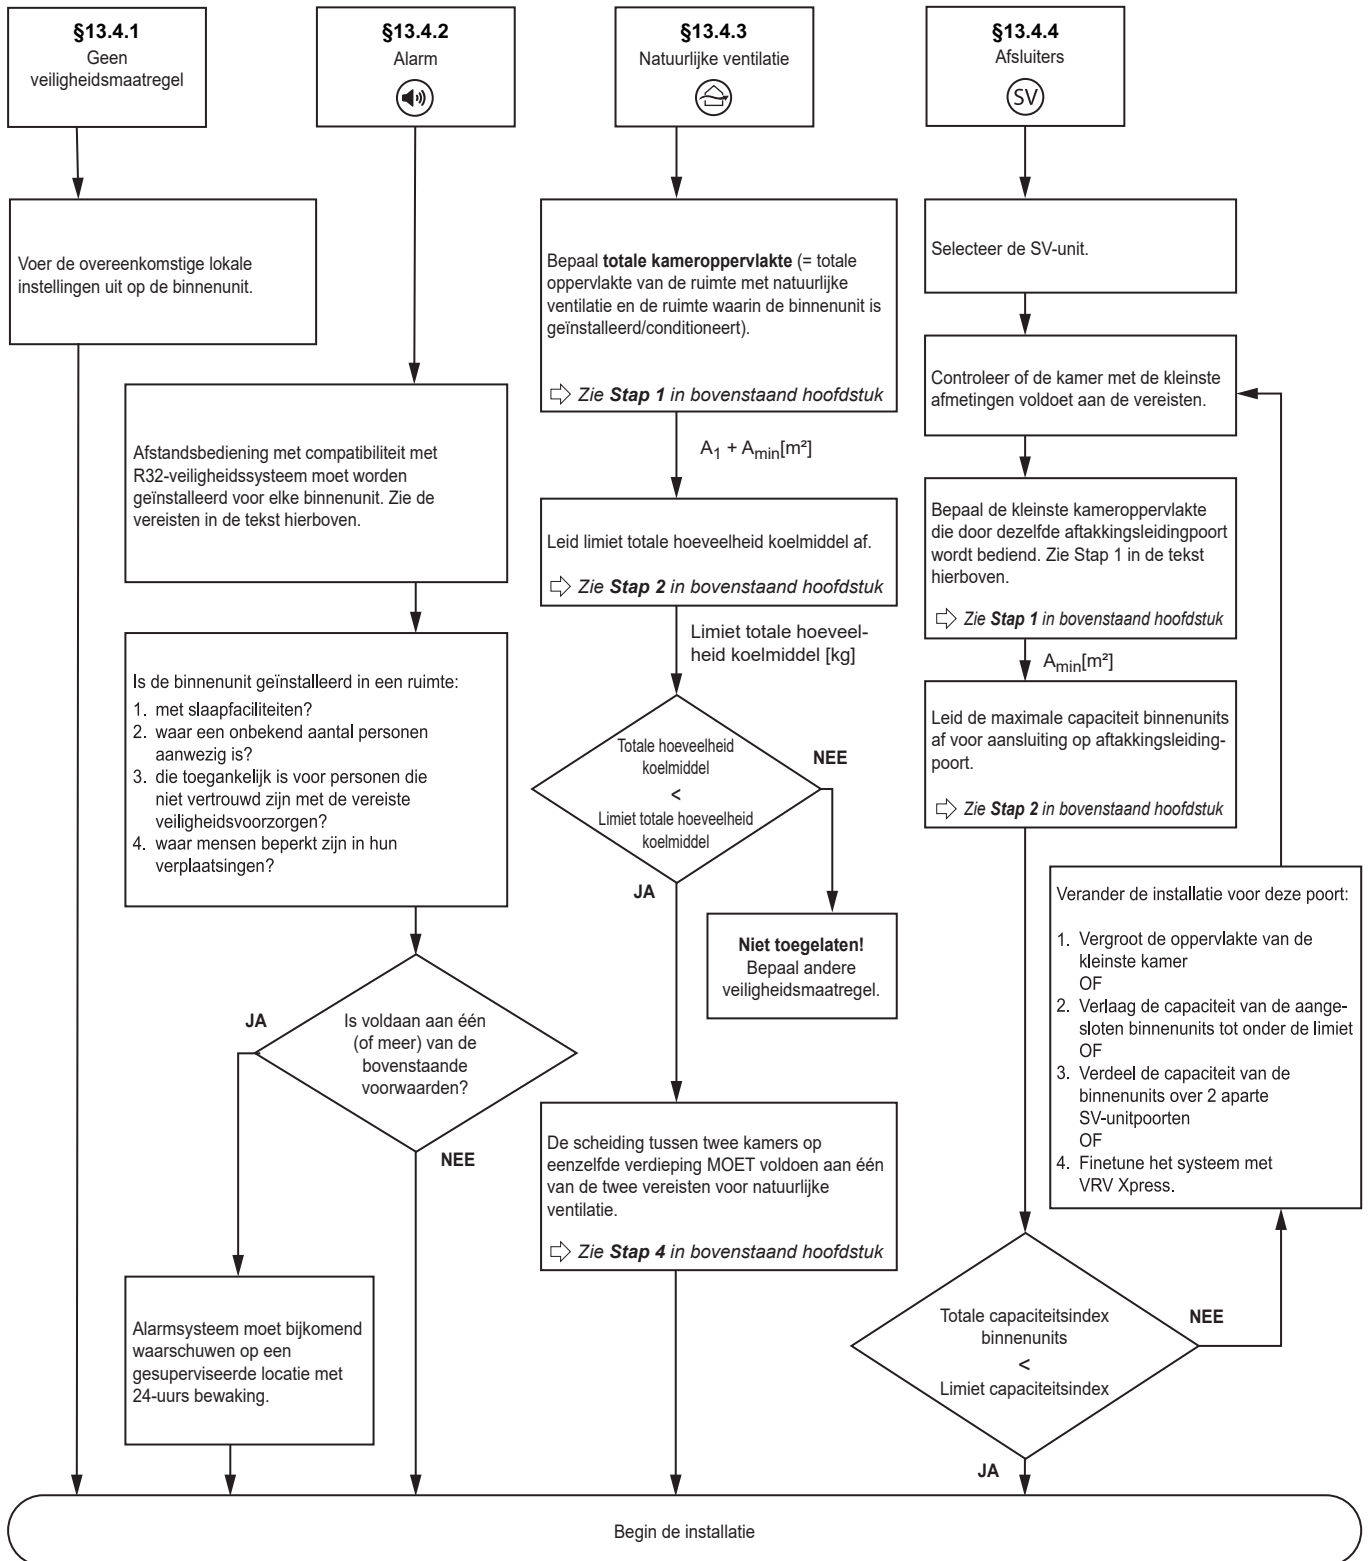 §13.4.1
Geen
veiligheidsmaatregel
§13.4.2
Alarm
§13.4.3
Natuurlijke ventilatie
§13.4.4
Afsluiters
SV
Voer de overeenkomstige lokale
instellingen uit op de binnenunit.
Afstandsbediening met compatibiliteit met
R32-veiligheidssysteem moet worden
geïnstalleerd voor elke binnenunit. Zie de
vereisten in de tekst hierboven.
Is de binnenunit geïnstalleerd in een ruimte:
1. met slaapfaciliteiten?
2. waar een onbekend aantal personen
aanwezig is?
3. die toegankelijk is voor personen die
niet vertrouwd zijn met de vereiste
veiligheidsvoorzorgen?
4. waar mensen beperkt zijn in hun
verplaatsingen?
JA
Is voldaan aan één
(of meer) van de
bovenstaande
voorwaarden?
NEE
Alarmsysteem moet bijkomend
waarschuwen op een
gesuperviseerde locatie met
24-uurs bewaking.
Bepaal totale kameroppervlakte (= totale
oppervlakte van de ruimte met natuurlijke
ventilatie en de ruimte waarin de binnenunit is
geïnstalleerd/conditioneert).
⇨ Zie Stap 1 in bovenstaand hoofdstuk
A1 + Amin[m²]
Leid limiet totale hoeveelheid koelmiddel af.
⇨ Zie Stap 2 in bovenstaand hoofdstuk
Limiet totale hoeveel-
heid koelmiddel [kg]
Totale hoeveelheid
koelmiddel
<
Limiet totale hoeveelheid
koelmiddel
NEE
JA
Niet toegelaten!
Bepaal andere
veiligheidsmaatregel.
De scheiding tussen twee kamers op
eenzelfde verdieping MOET voldoen aan één
van de twee vereisten voor natuurlijke
ventilatie.
⇨ Zie Stap 4 in bovenstaand hoofdstuk
Selecteer de SV-unit.
Controleer of de kamer met de kleinste
afmetingen voldoet aan de vereisten.
Bepaal de kleinste kameroppervlakte
die door dezelfde aftakkingsleidingpoort
wordt bediend. Zie Stap 1 in de tekst
hierboven.
⇨ Zie Stap 1 in bovenstaand hoofdstuk
Amin[m²]
Leid de maximale capaciteit binnenunits
af voor aansluiting op aftakkingsleiding-
poort.
⇨ Zie Stap 2 in bovenstaand hoofdstuk
Verander de installatie voor deze poort:
1. Vergroot de oppervlakte van de
kleinste kamer
OF
2. Verlaag de capaciteit van de aange-
sloten binnenunits tot onder de limiet
OF
3. Verdeel de capaciteit van de
binnenunits over 2 aparte
SV-unitpoorten
OF
4. Finetune het systeem met
VRV Xpress.
Totale capaciteitsindex
binnenunits
<
Limiet capaciteitsindex
NEE
JA
Begin de installatie